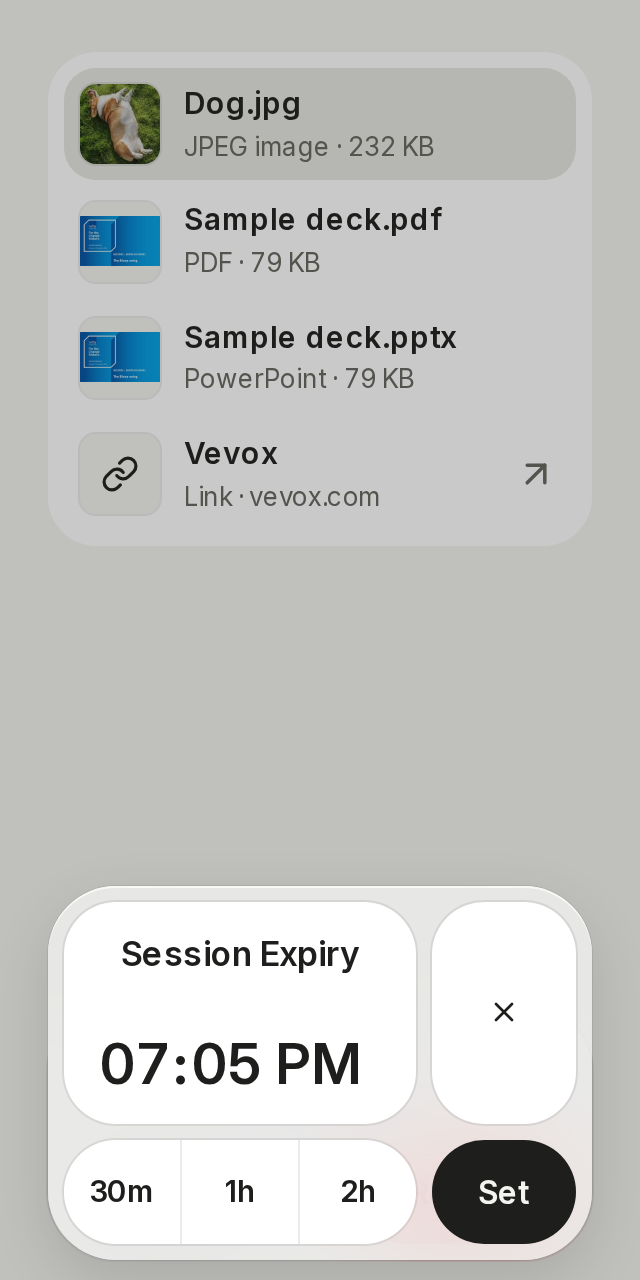 Dog.jpg
JPEG image · 232 KB
Sample deck.pdf
PDF · 79 KB
Sample deck.pptx
PowerPoint · 79 KB
Vevox
Link · vevox.com
Session Expiry
07:05 PM
30m
1h
2h
Set